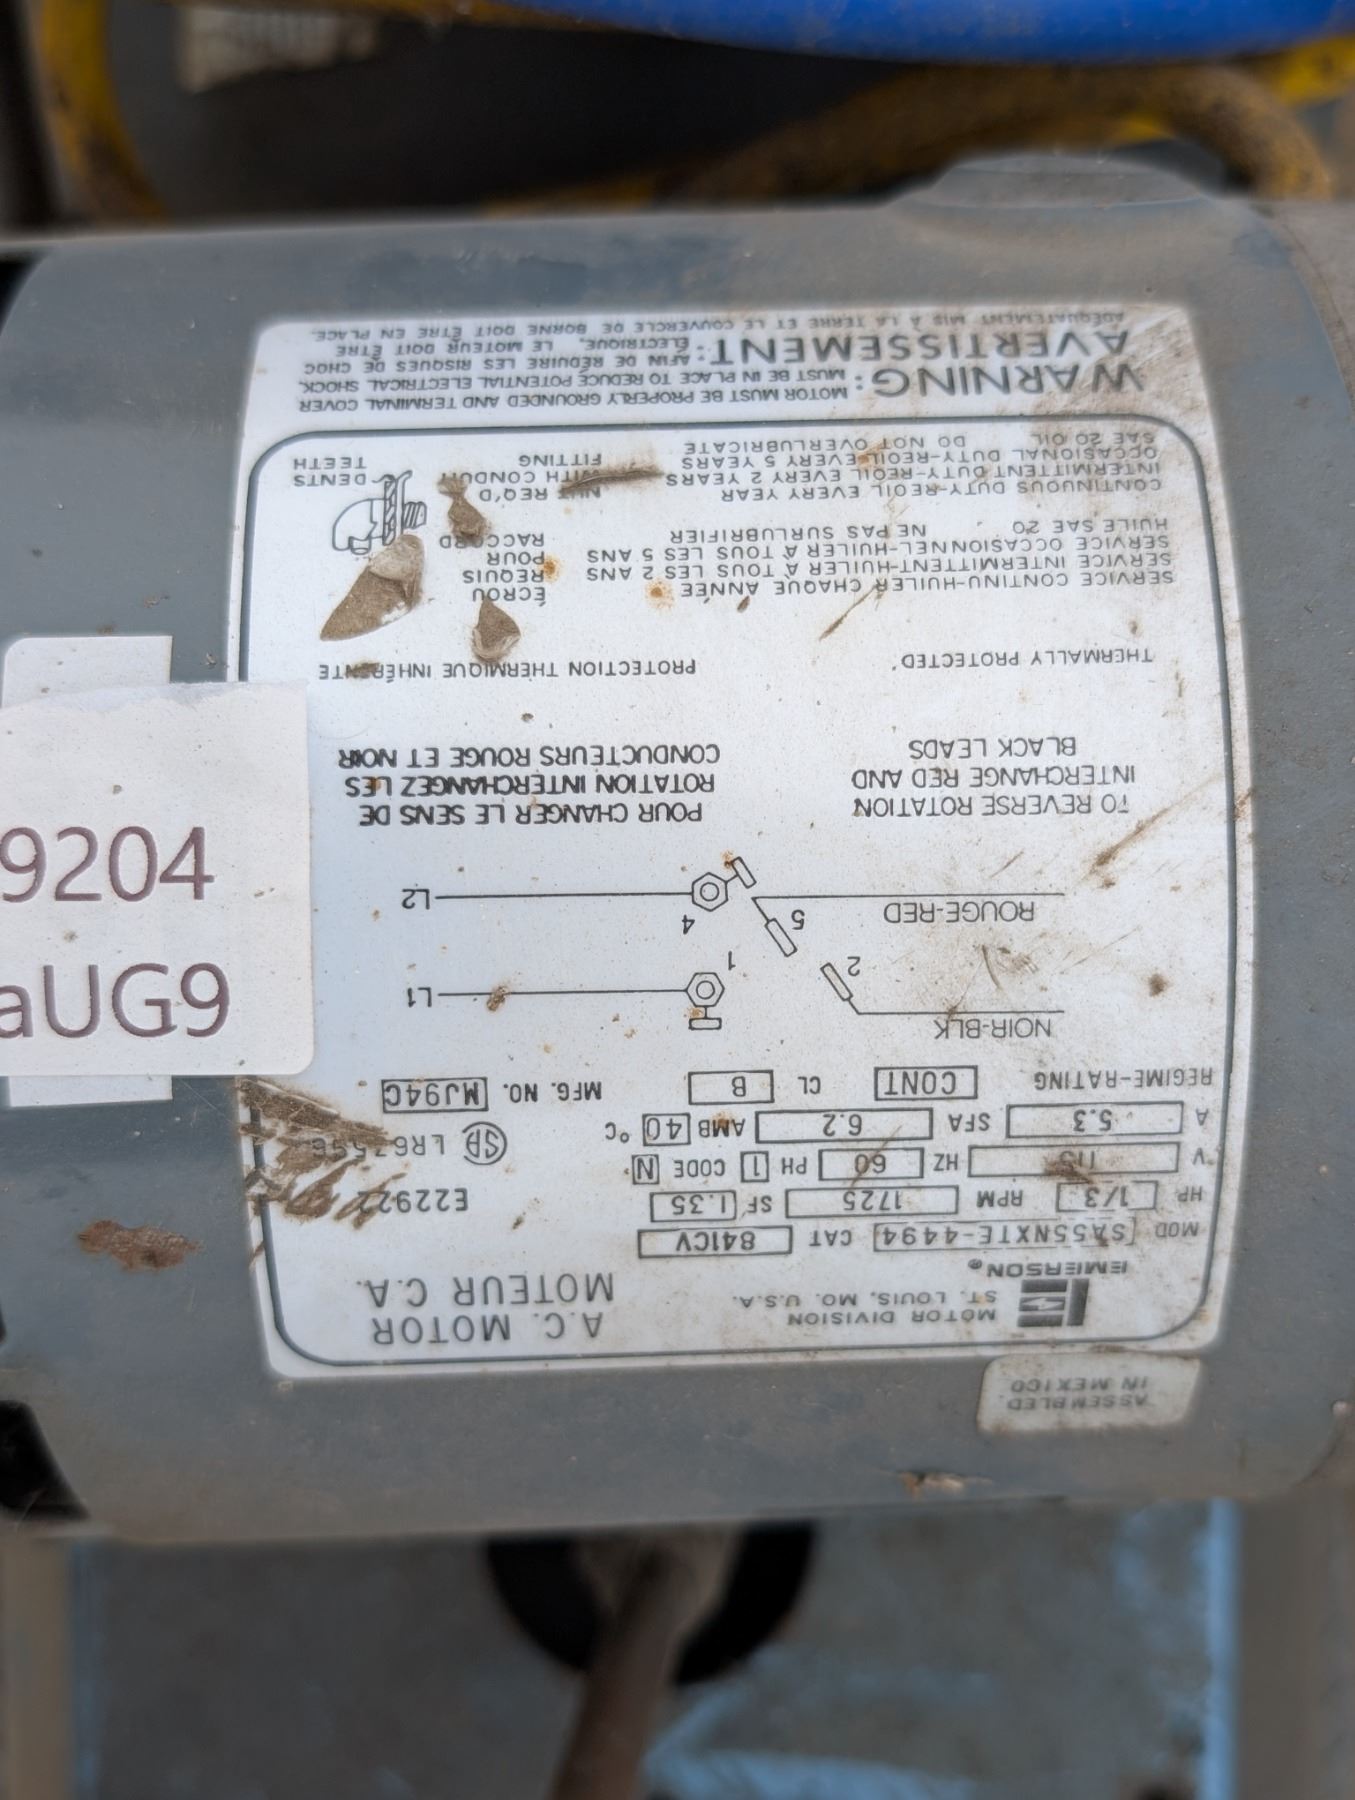 ASSEMBLED
IN MEXICO
EMERSON®
MOTOR DIVISION
ST. LOUIS, MO. U.S.A.
A.C. MOTOR
MOTEUR C.A.
MOD SA55NXTE-4494 CAT 841CV
HP 1/3 RPM 1725 SF 1.35 E22922
V 115 HZ 60 PH 1 CODE N
A 5.3 SFA 6.2 AMB 40 °C SA
REGIME-RATING CONT CL B MFG. NO. MJ94C
NOIR-BLK
2
1
L1
ROUGE-RED
5
4
L2
TO REVERSE ROTATION
INTERCHANGE RED AND
BLACK LEADS
POUR CHANGER LE SENS DE
ROTATION INTERCHANGEZ LES
CONDUCTEURS ROUGE ET NOIR
THERMALLY PROTECTED
PROTECTION THERMIQUE INHÉRENTE
SERVICE CONTINU-HUILER CHAQUE ANNÉE
SERVICE INTERMITTENT-HUILER À TOUS LES 2 ANS
SERVICE OCCASIONNEL-HUILER À TOUS LES 5 ANS
HUILE SAE 20 NE PAS SURLUBRIFIER
ÉCROU
REQUIS
POUR
RACCORD
CONTINUOUS DUTY-REOIL EVERY YEAR
INTERMITTENT DUTY-REOIL EVERY 2 YEARS
OCCASIONAL DUTY-REOIL EVERY 5 YEARS
SAE 20 OIL DO NOT OVERLUBRICATE
NUT REQ'D
WITH CONDUIT
FITTING
DENTS
TEETH
WARNING: MOTOR MUST BE PROPERLY GROUNDED AND TERMINAL COVER
MUST BE IN PLACE TO REDUCE POTENTIAL ELECTRICAL SHOCK.
AVERTISSEMENT: AFIN DE RÉDUIRE LES RISQUES DE CHOC
ÉLECTRIQUE, LE MOTEUR DOIT ÊTRE
ADÉQUATEMENT MIS À LA TERRE ET LE COUVERCLE DE BORNE DOIT ÊTRE EN PLACE.
9204
aUG9